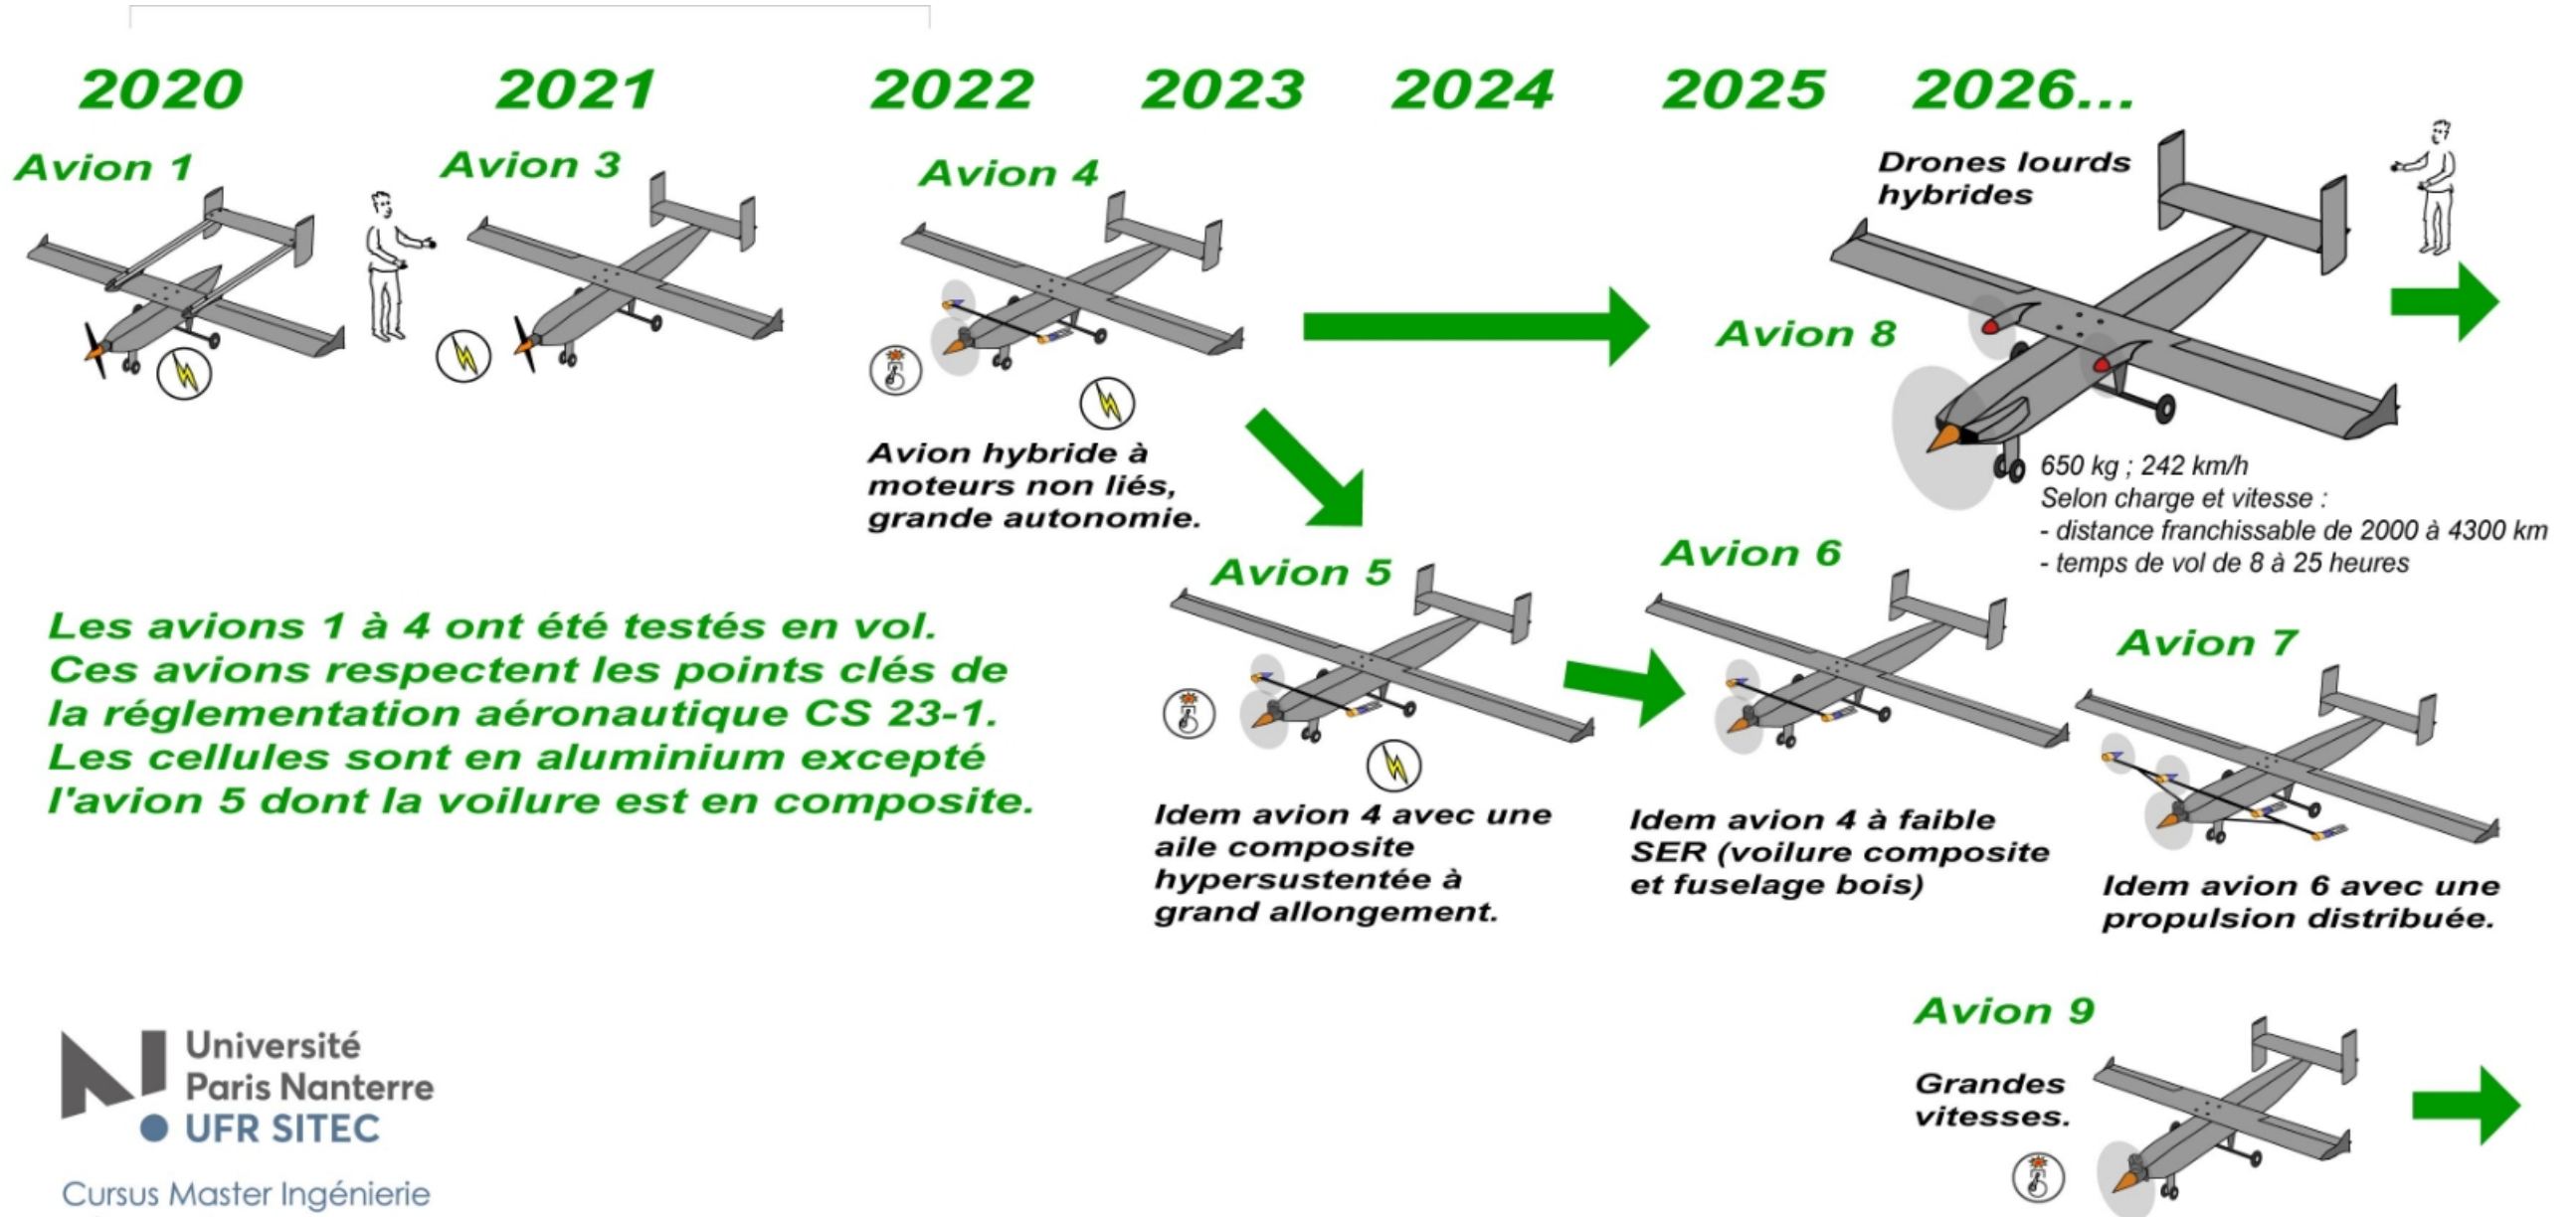 2020
2021
2022
2023
2024
2025
2026...
Avion 1
Avion 3
Avion 4
Drones lourds
hybrides
Avion 8
Avion hybride à
moteurs non liés,
grande autonomie.
650 kg ; 242 km/h
Selon charge et vitesse :
- distance franchissable de 2000 à 4300 km
- temps de vol de 8 à 25 heures
Avion 5
Avion 6
Avion 7
Les avions 1 à 4 ont été testés en vol.
Ces avions respectent les points clés de
la réglementation aéronautique CS 23-1.
Les cellules sont en aluminium excepté
l'avion 5 dont la voilure est en composite.
Idem avion 4 avec une
aile composite
hypersustentée à
grand allongement.
Idem avion 4 à faible
SER (voilure composite
et fuselage bois)
Idem avion 6 avec une
propulsion distribuée.
Avion 9
Grandes
vitesses.
Université
Paris Nanterre
UFR SITEC
Cursus Master Ingénierie